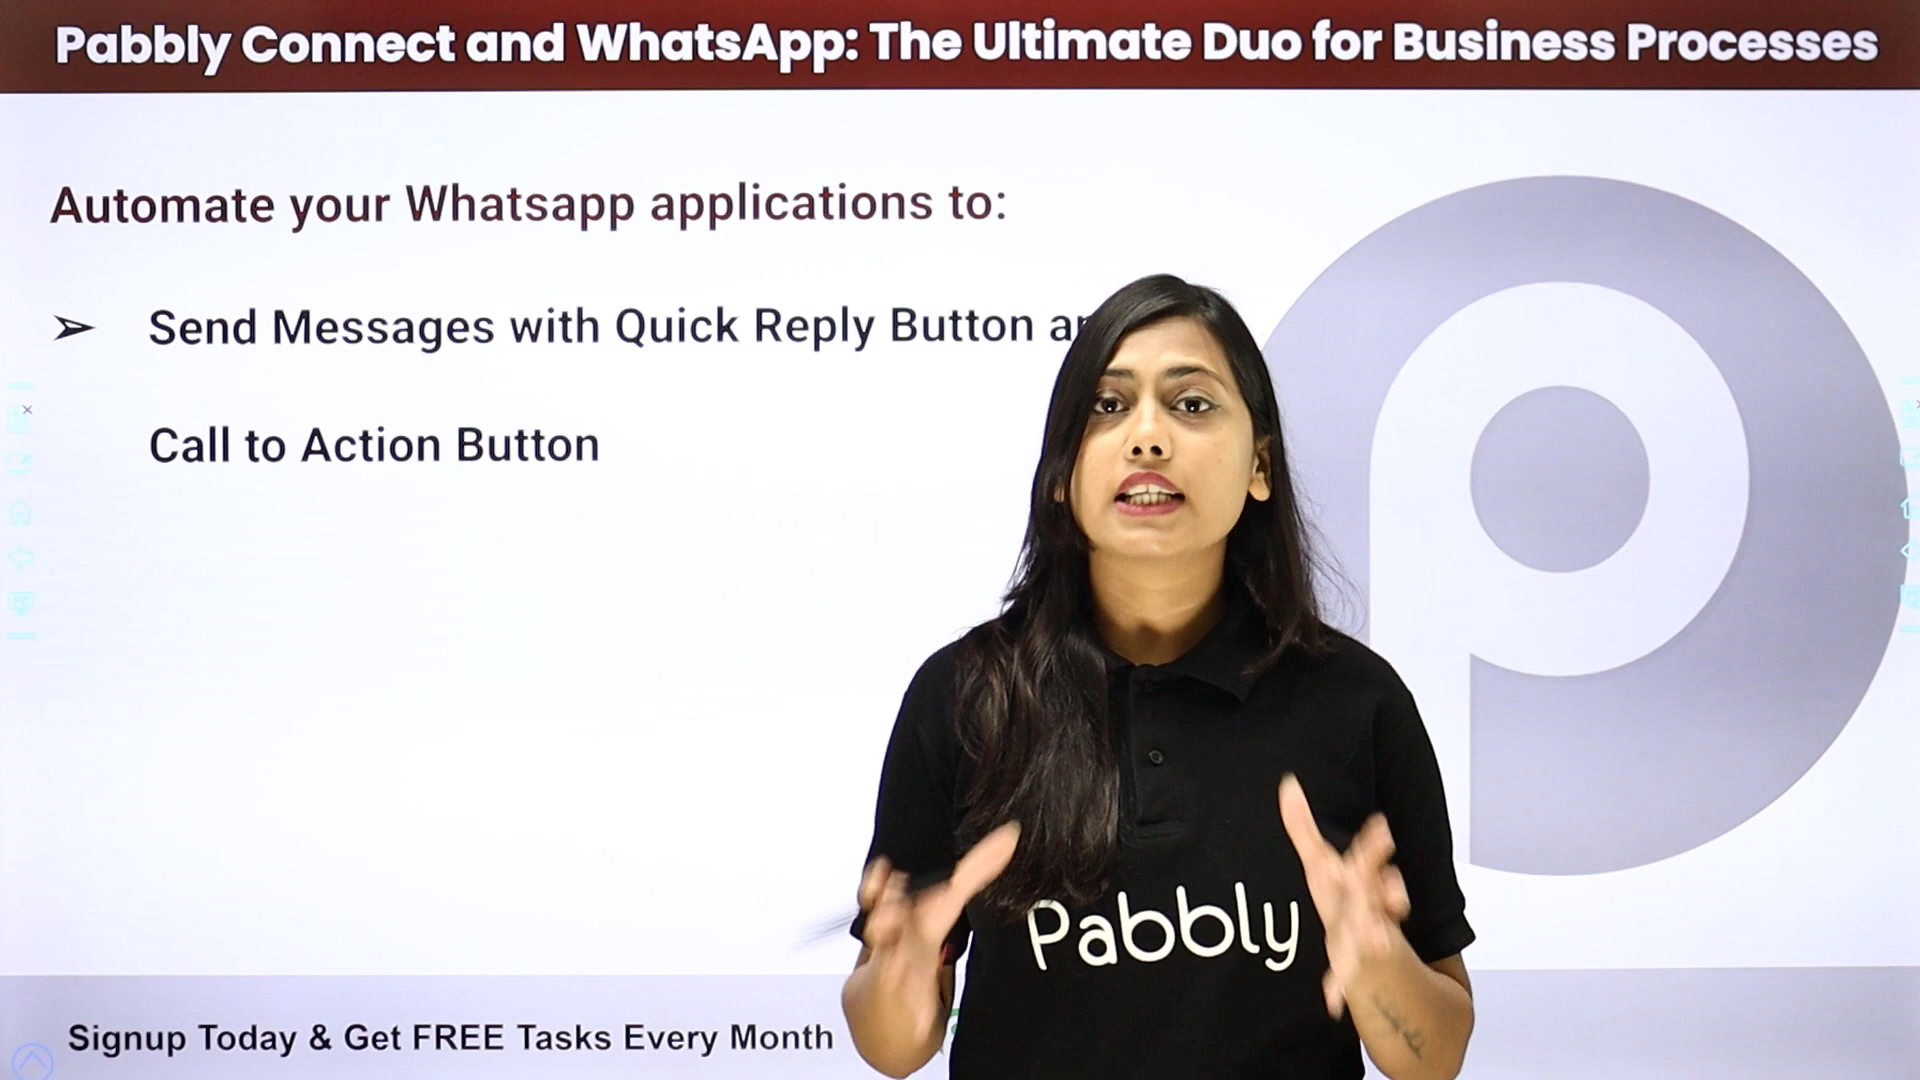 Pabbly Connect and WhatsApp: The Ultimate Duo for Business Processes
Automate your Whatsapp applications to:
➢ Send Messages with Quick Reply Button
Call to Action Button
Pabbly
Signup Today & Get FREE Tasks Every Month